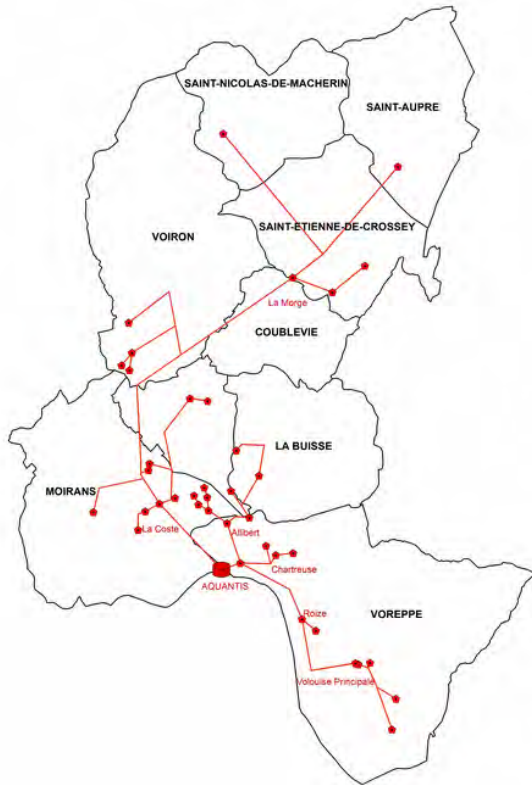 SAINT-NICOLAS-DE-MACHERIN
SAINT-AUPRE
SAINT-ETIENNE-DE-CROSSEY
VOIRON
La Morge
COUBLEVIE
LA BUISSE
MOIRANS
La Coste
Allibert
Chartreuse
AQUANTIS
Roize
VOREPPE
Volouise Principale